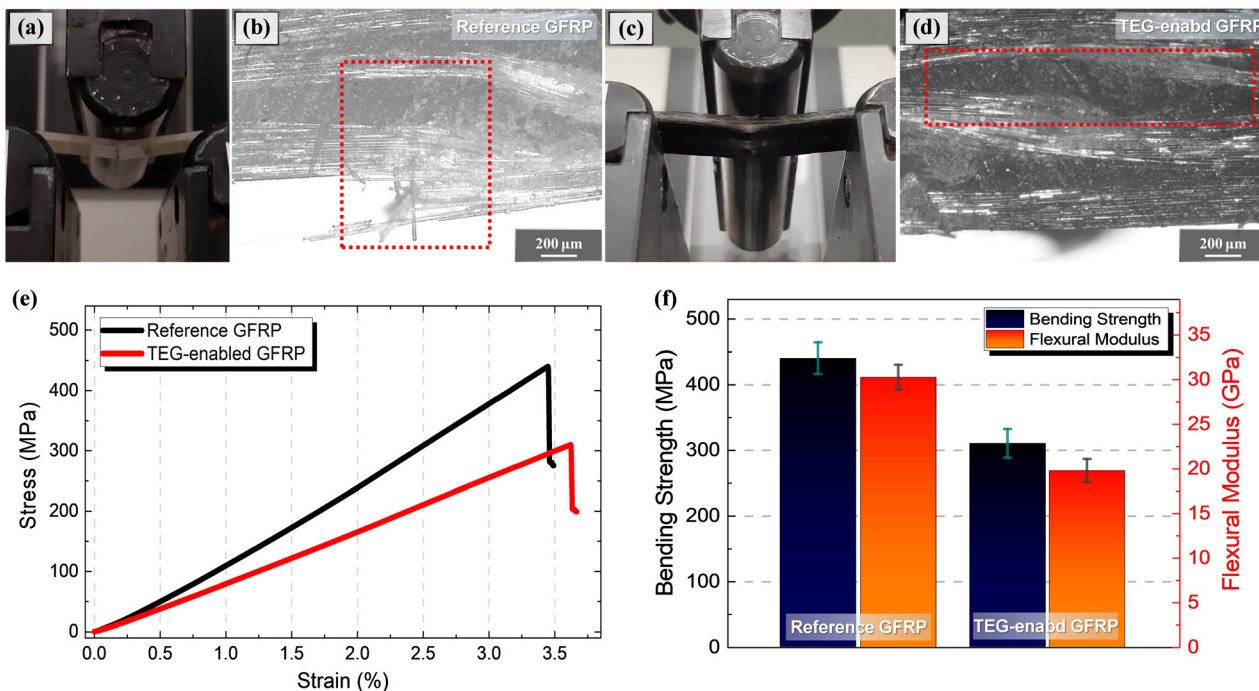 (a)
(b)
Reference GFRP
200 μm
(c)
(d)
TEG-enabd GFRP
200 μm
(e)
500
400
300
200
100
0
Stress (MPa)
Reference GFRP
TEG-enabled GFRP
0.0 0.5 1.0 1.5 2.0 2.5 3.0 3.5
Strain (%)
(f)
500
400
300
200
100
0
Bending Strength (MPa)
Bending Strength
Flexural Modulus
Reference GFRP
TEG-enabd GFRP
35
30
25
20
15
10
5
0
Flexural Modulus (GPa)